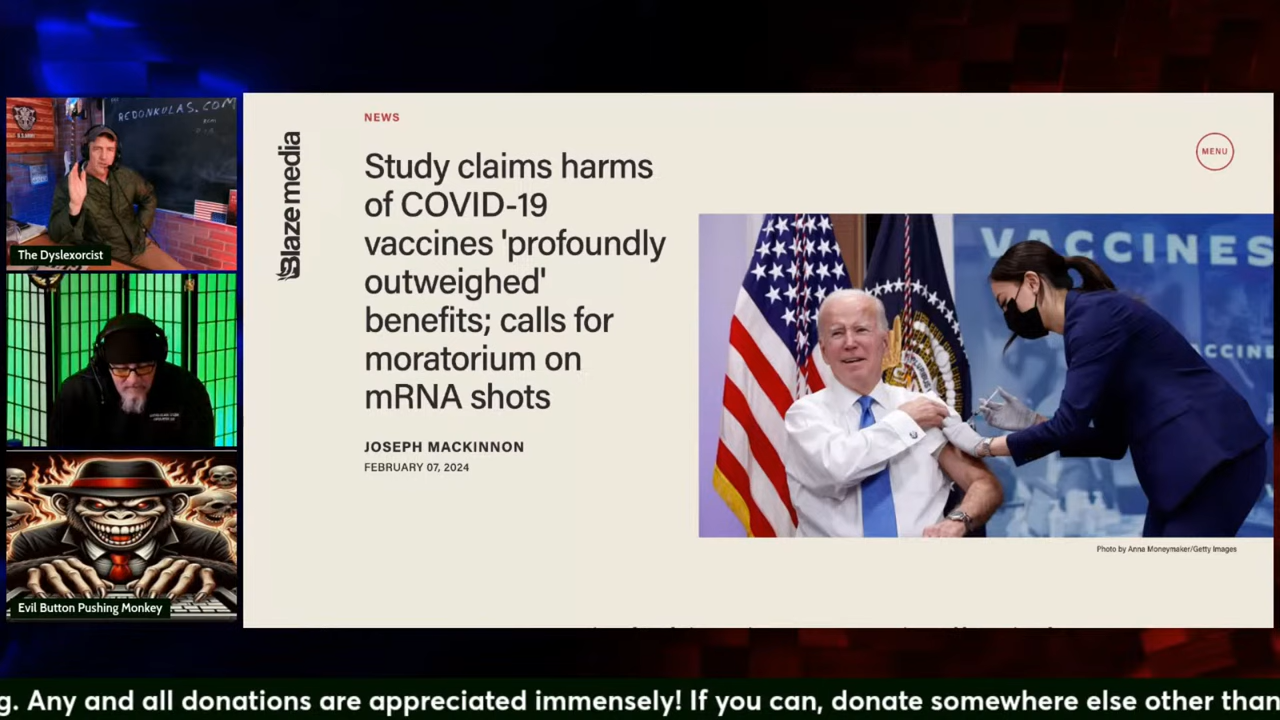 RCDONKULAS.COM
The Dyslexorcist
Evil Button Pushing Monkey
Blaze media
NEWS
Study claims harms
of COVID-19
vaccines 'profoundly
outweighed'
benefits; calls for
moratorium on
mRNA shots
JOSEPH MACKINNON
FEBRUARY 07, 2024
MENU
VACCINES
Photo by Anna Moneymaker/Getty Images
g. Any and all donations are appreciated immensely! If you can, donate somewhere else other than